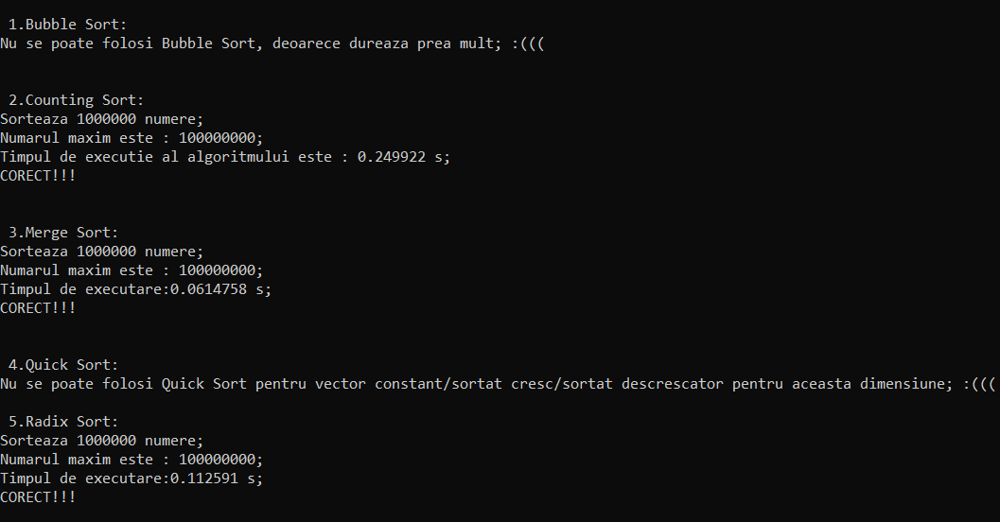 1.Bubble Sort:
Nu se poate folosi Bubble Sort, deoarece dureaza prea mult; :(((
2.Counting Sort:
Sorteaza 1000000 numere;
Numarul maxim este : 100000000;
Timpul de executie al algoritmului este : 0.249922 s;
CORECT!!!
3.Merge Sort:
Sorteaza 1000000 numere;
Numarul maxim este : 100000000;
Timpul de executare:0.0614758 s;
CORECT!!!
4.Quick Sort:
Nu se poate folosi Quick Sort pentru vector constant/sortat cresc/sortat descrescator pentru aceasta dimensiune; :(((
5.Radix Sort:
Sorteaza 1000000 numere;
Numarul maxim este : 100000000;
Timpul de executare:0.112591 s;
CORECT!!!